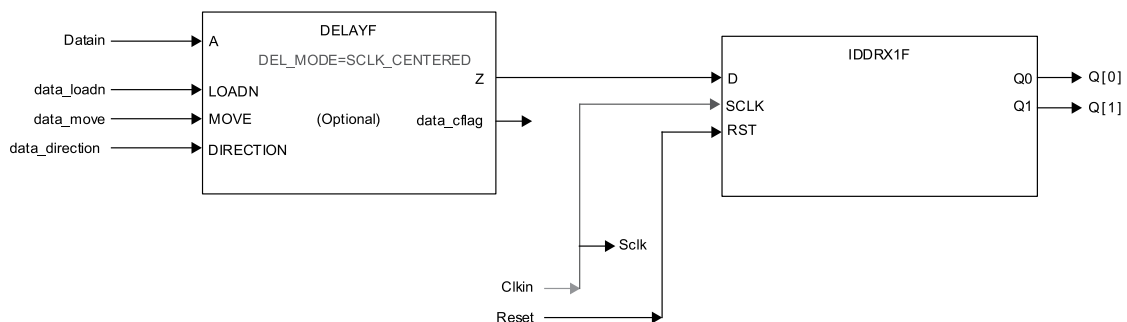 DELAYF
DEL_MODE=SCLK_CENTERED
Datain
A
Z
data_loadn
LOADN
data_move
MOVE
(Optional)
data_cflag
data_direction
DIRECTION
IDDRX1F
D
Q0
Q[0]
SCLK
Q1
Q[1]
RST
Sclk
Clkin
Reset